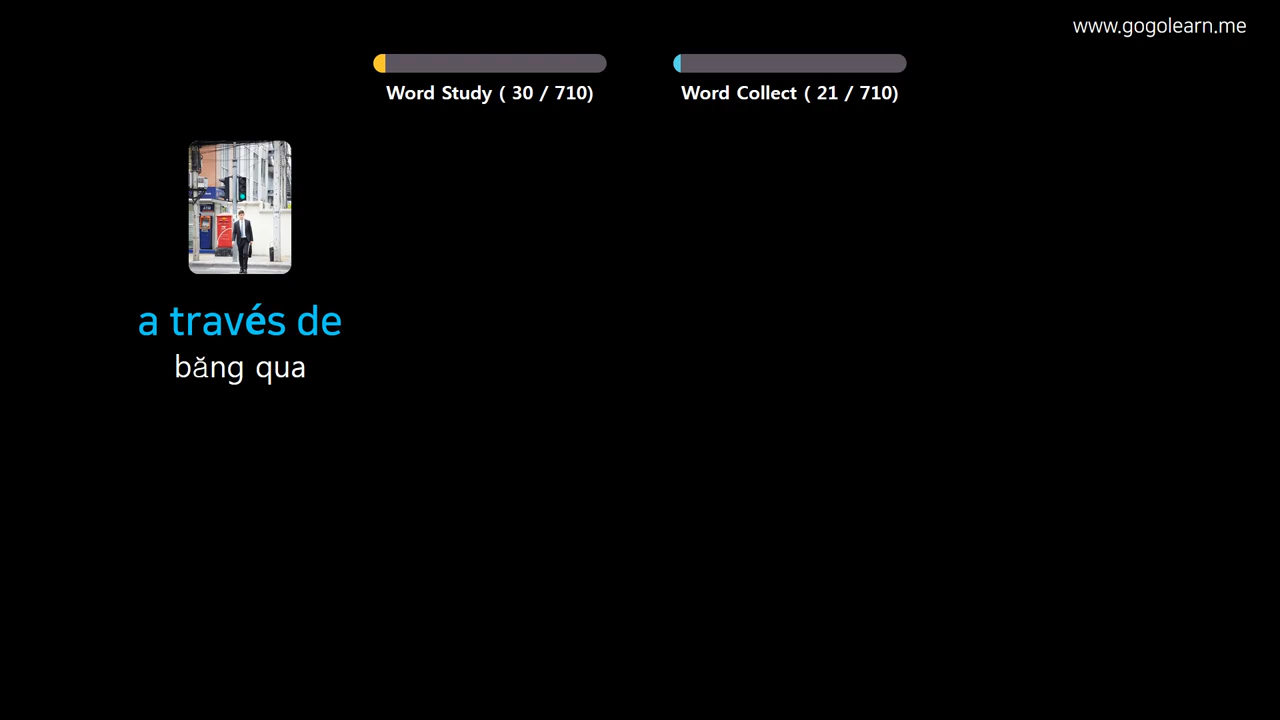 www.gogolearn.me
Word Study ( 30 / 710)
Word Collect ( 21 / 710)
a través de
băng qua